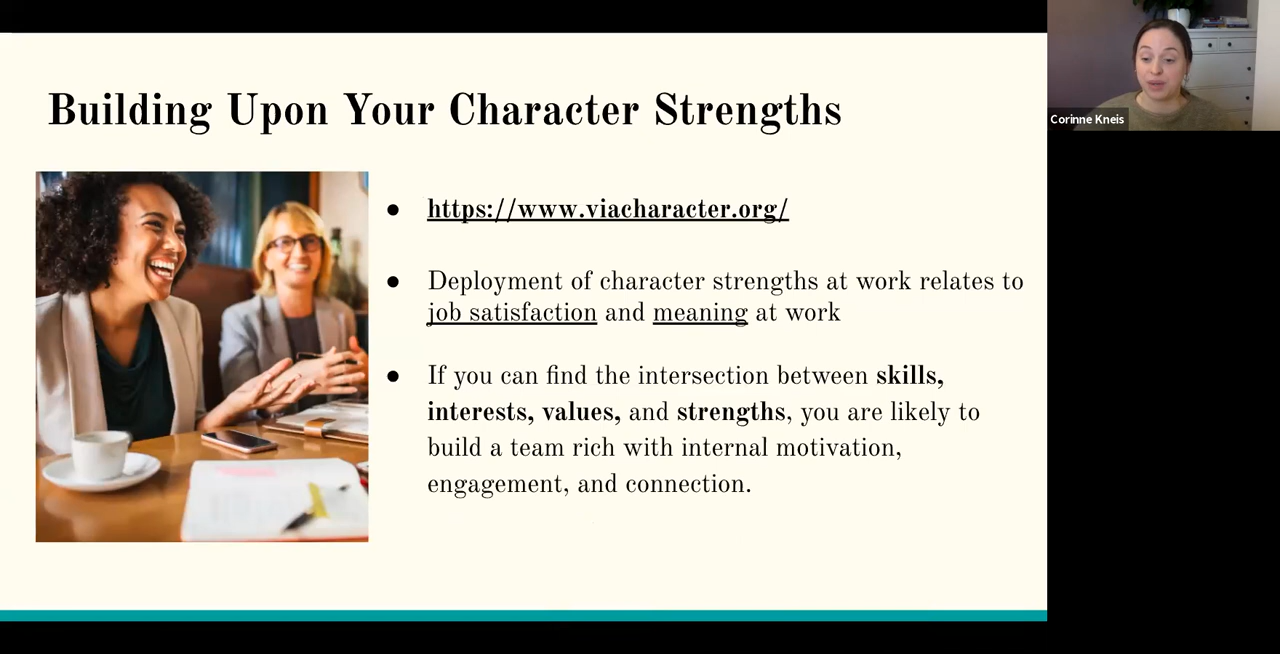 Building Upon Your Character Strengths
Corinne Kneis
● https://www.viacharacter.org/
● Deployment of character strengths at work relates to
job satisfaction and meaning at work
● If you can find the intersection between skills,
interests, values, and strengths, you are likely to
build a team rich with internal motivation,
engagement, and connection.